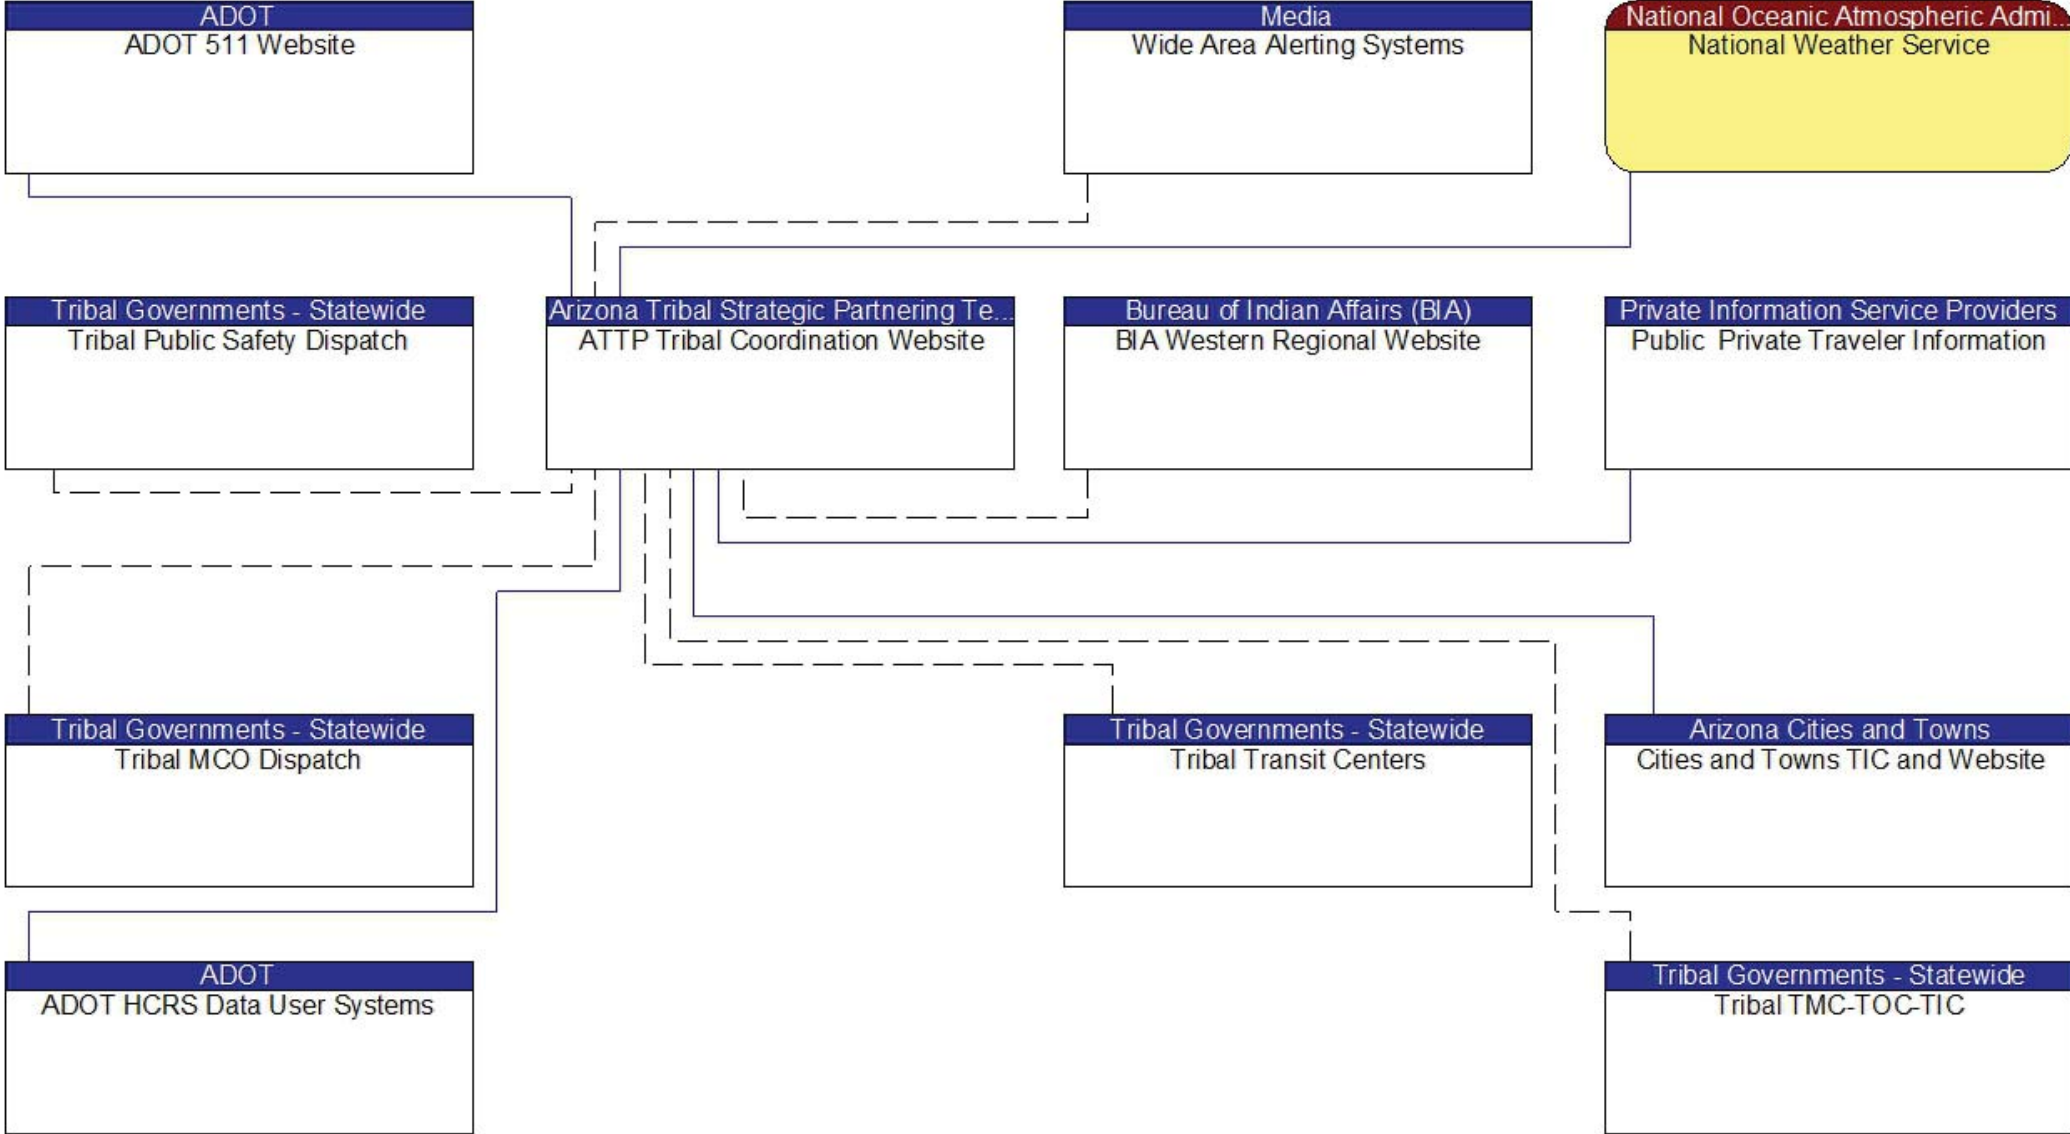 ADOT
ADOT 511 Website
Media
Wide Area Alerting Systems
National Oceanic Atmospheric Admi...
National Weather Service
Tribal Governments - Statewide
Tribal Public Safety Dispatch
Arizona Tribal Strategic Partnering Te...
ATTP Tribal Coordination Website
Bureau of Indian Affairs (BIA)
BIA Western Regional Website
Private Information Service Providers
Public Private Traveler Information
Tribal Governments - Statewide
Tribal MCO Dispatch
Tribal Governments - Statewide
Tribal Transit Centers
Arizona Cities and Towns
Cities and Towns TIC and Website
ADOT
ADOT HCRS Data User Systems
Tribal Governments - Statewide
Tribal TMC-TOC-TIC